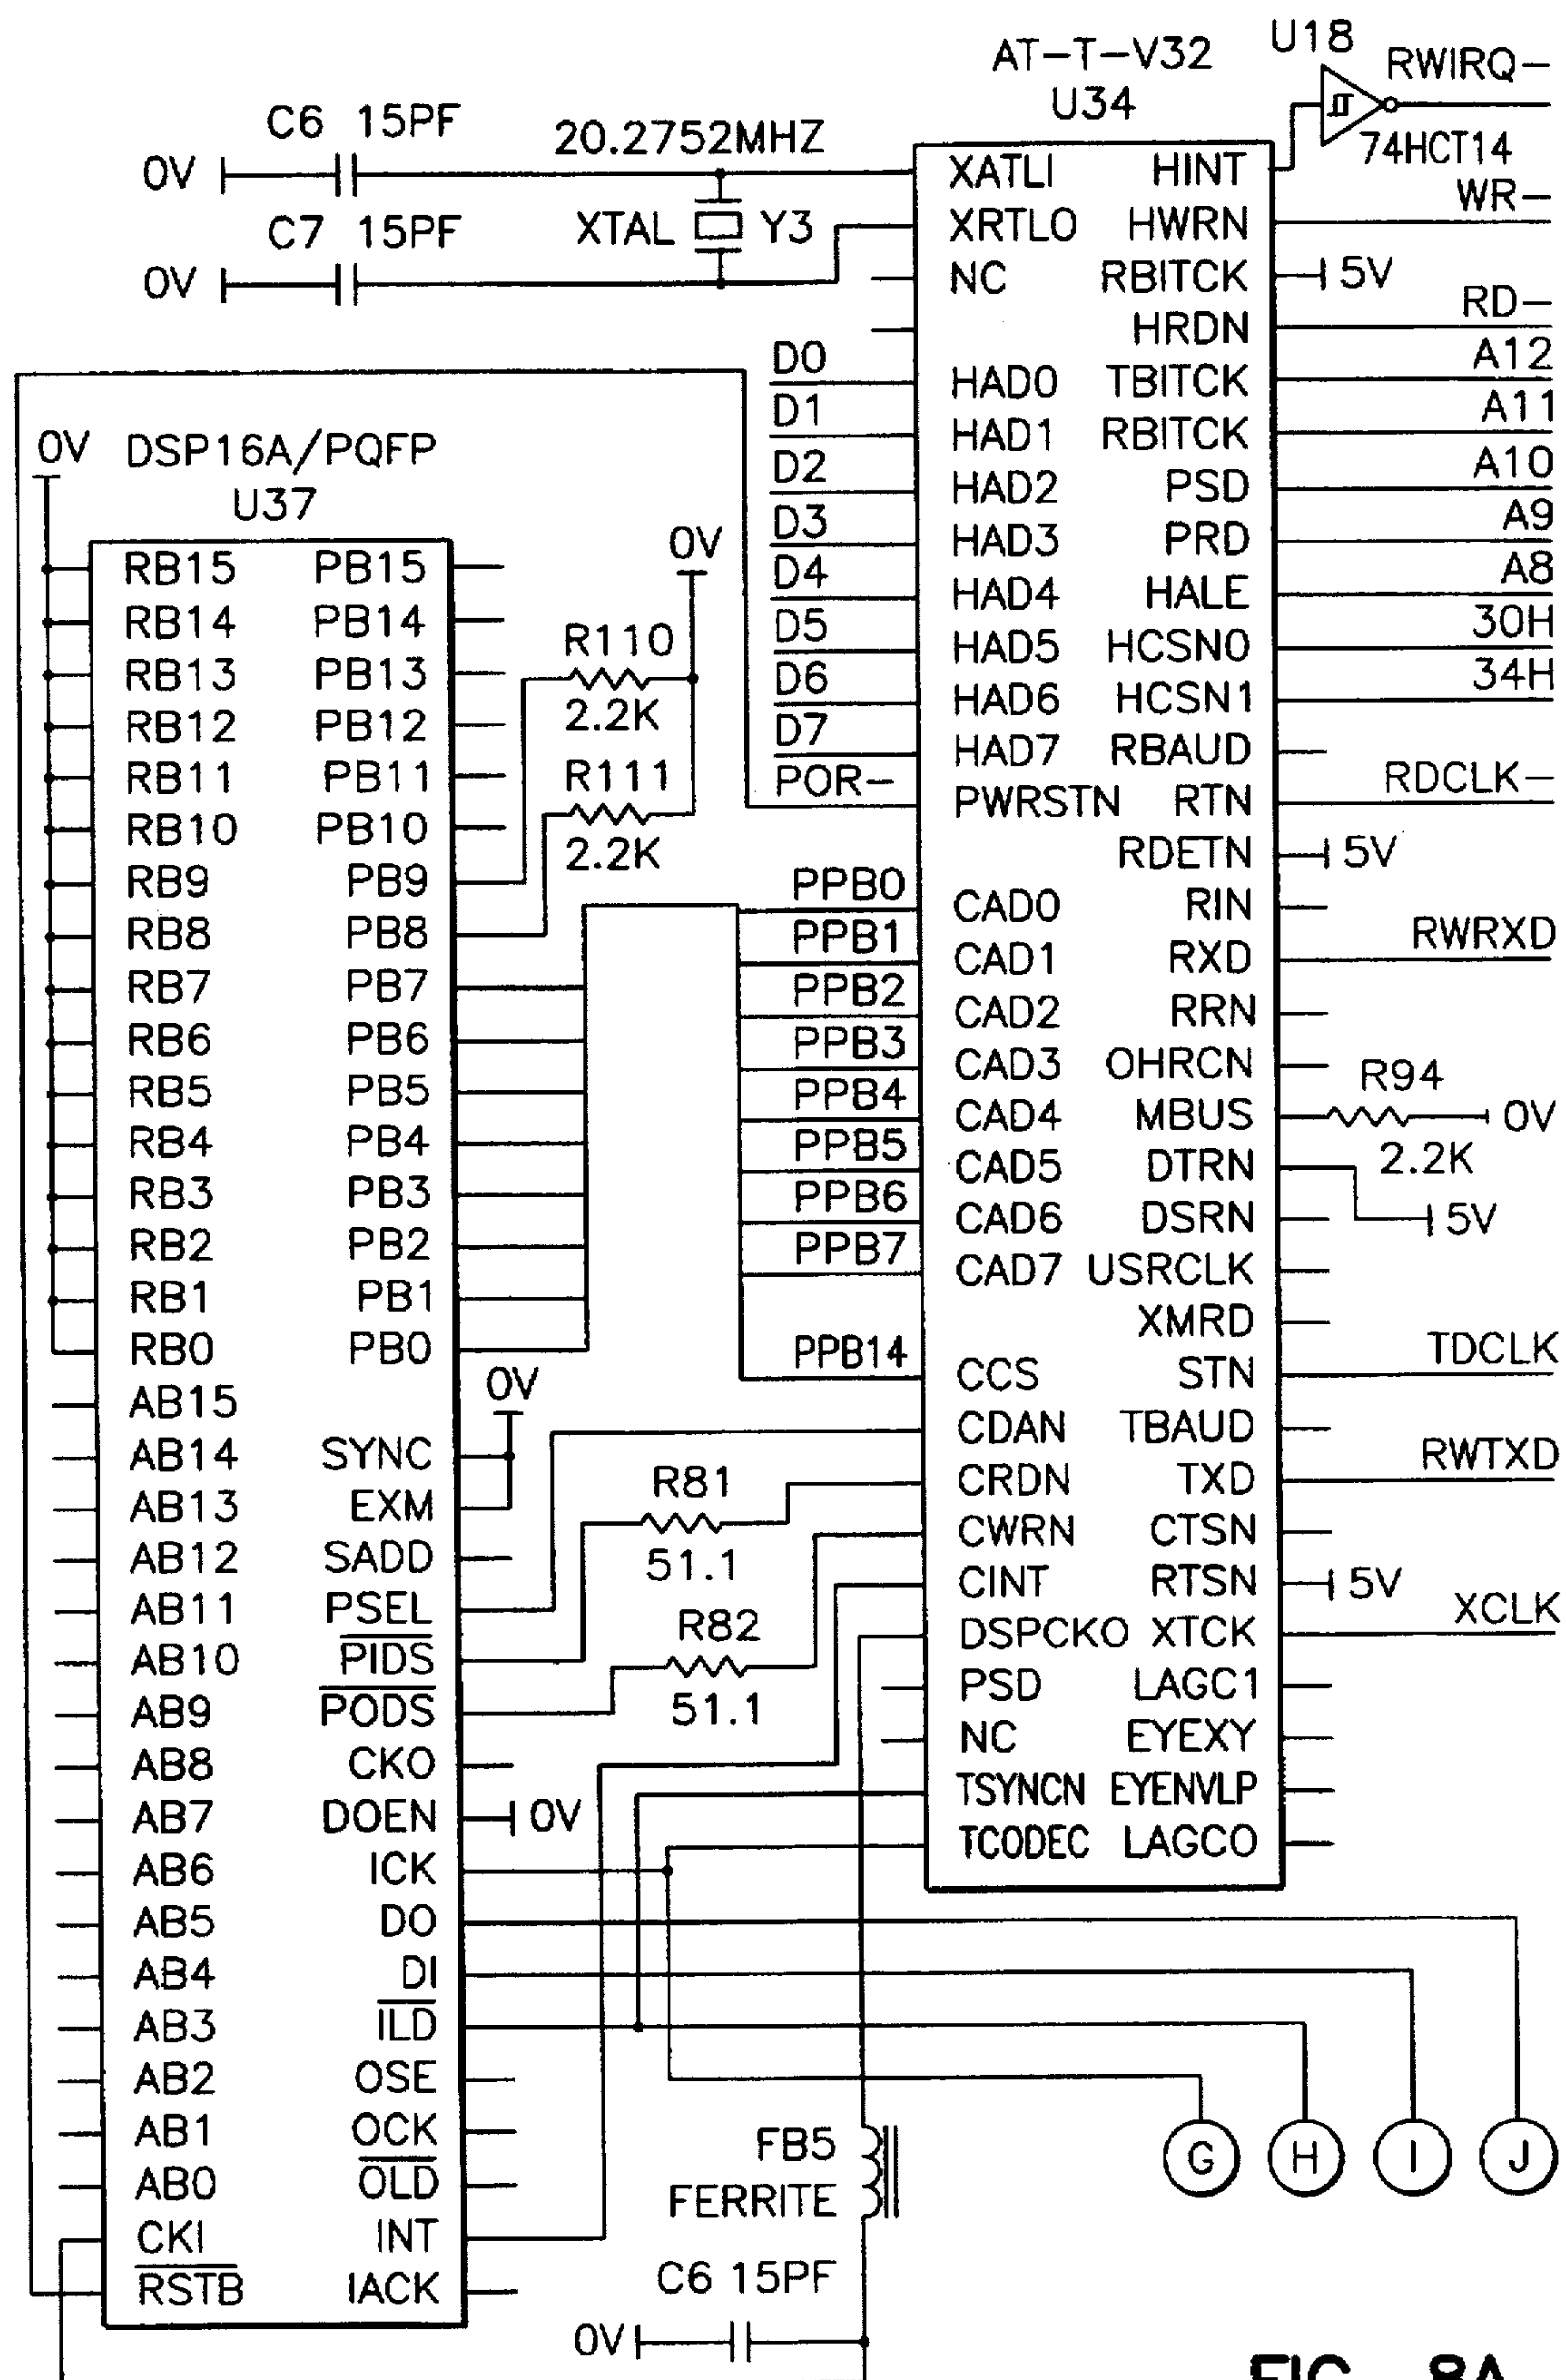 AT-T-V32
U34
U18
RWIRQ-
74HCT14
C6 15PF
0V
20.2752MHZ
C7 15PF
0V
XTAL Y3
XATLI HINT
XRTLO HWRN WR-
NC RBITCK 5V
HRDN RD-
D0 HAD0 TBITCK A12
D1 HAD1 RBITCK A11
D2 HAD2 PSD A10
D3 HAD3 PRD A9
D4 HAD4 HALE A8
D5 HAD5 HCSN0 30H
D6 HAD6 HCSN1 34H
D7 HAD7 RBAUD
POR- PWRSTN RTN RDCLK-
RDETN 5V
PPB0 CAD0 RIN
PPB1 CAD1 RXD RWRXD
PPB2 CAD2 RRN
PPB3 CAD3 OHRCN
PPB4 CAD4 MBUS R94 0V
2.2K
PPB5 CAD5 DTRN
PPB6 CAD6 DSRN 5V
PPB7 CAD7 USRCLK
XMRD
PPB14 CCS STN TDCLK
CDAN TBAUD
CRDN TXD RWTXD
CWRN CTSN
CINT RTSN 5V
DSPCKO XTCK XCLK
PSD LAGC1
NC EYEXY
TSYNCN EYENVLP
TCODEC LAGCO
0V DSP16A/PQFP
U37
RB15 PB15
RB14 PB14
RB13 PB13
RB12 PB12
RB11 PB11
RB10 PB10
RB9 PB9
RB8 PB8
RB7 PB7
RB6 PB6
RB5 PB5
RB4 PB4
RB3 PB3
RB2 PB2
RB1 PB1
RB0 PB0
AB15
AB14 SYNC
AB13 EXM
AB12 SADD
AB11 PSEL
AB10 PIDS
AB9 PODS
AB8 CKO
AB7 DOEN 0V
AB6 ICK
AB5 DO
AB4 DI
AB3 ILD
AB2 OSE
AB1 OCK
AB0 OLD
CKI INT
RSTB IACK
0V
R110
2.2K
R111
2.2K
0V
R81
51.1
R82
51.1
FB5
FERRITE
C6 15PF
0V
G H I J
FIG. 8A